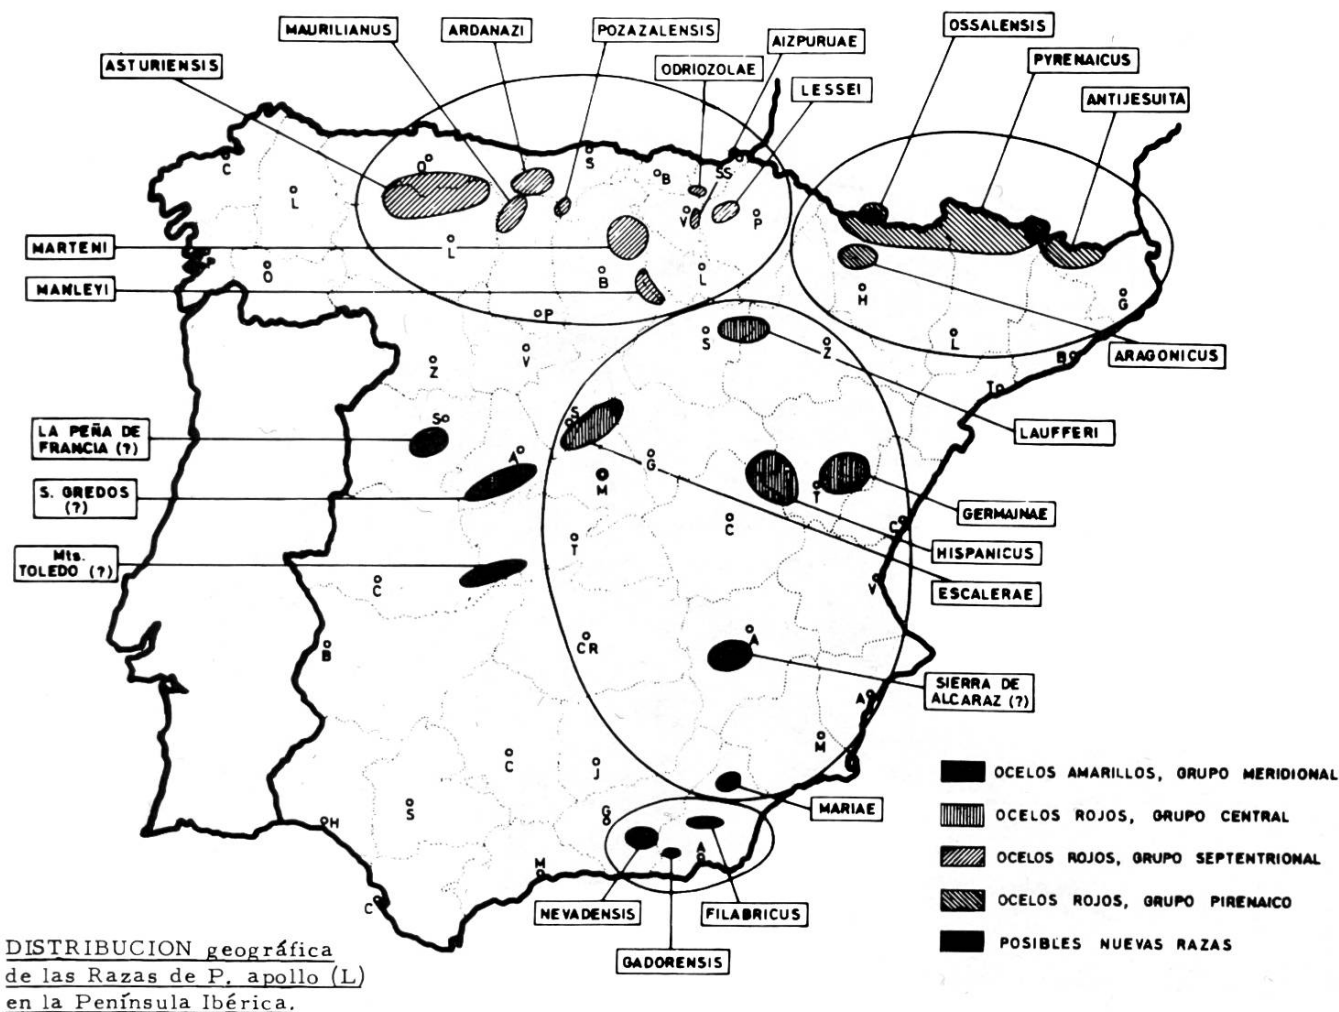 MAURILIANUS
ARDANAZI
POZAZALENSIS
AIZPURUAE
OSSALENSIS
ASTURIENSIS
ODRIOZOLAE
LESSEI
PYRENAICUS
ANTIJESUITA
C
L
O
S
B
SS
V
P
MARTENI
L
O
B
L
H
G
MANLEYI
P
S
Z
L
B
ARAGONICUS
Z
V
T
LA PEÑA DE
FRANCIA (?)
S
S
LAUFFERI
A
G
S. GREDOS
(?)
M
T
GERMAINAE
C
C
Mts.
TOLEDO (?)
T
HISPANICUS
C
V
ESCALERAE
B
CR
A
SIERRA DE
ALCARAZ (?)
A
M
C
J
OCELOS AMARILLOS, GRUPO MERIDIONAL
MARIAE
H
S
G
OCELOS ROJOS, GRUPO CENTRAL
M
A
OCELOS ROJOS, GRUPO SEPTENTRIONAL
C
NEVADENSIS
FILABRICUS
OCELOS ROJOS, GRUPO PIRENAICO
GADORENSIS
POSIBLES NUEVAS RAZAS
DISTRIBUCION geográfica
de las Razas de P. apollo (L)
en la Península Ibérica.